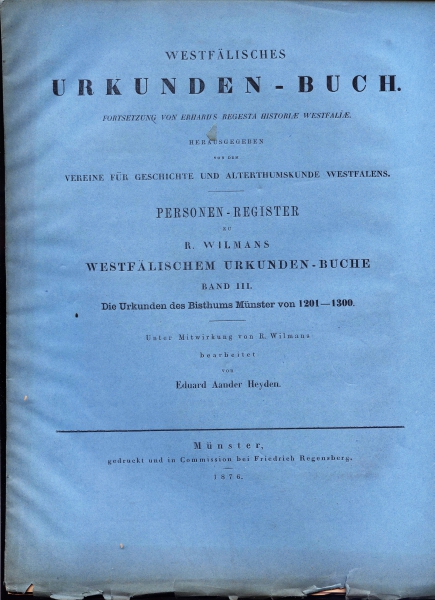 WESTFÄLISCHES
URKUNDEN - BUCH.
FORTSETZUNG VON ERHARD'S REGESTA HISTORIÆ WESTFALIÆ.
HERAUSGEGEBEN
VON DEM
VEREINE FÜR GESCHICHTE UND ALTERTHUMSKUNDE WESTFALENS.
PERSONEN-REGISTER
ZU
R. WILMANS
WESTFÄLISCHEM URKUNDEN-BUCHE
BAND III.
Die Urkunden des Bisthums Münster von 1201—1300.
Unter Mitwirkung von R. Wilmans
bearbeitet
von
Eduard Aander Heyden.
Münster,
gedruckt und in Commission bei Friedrich Regensberg.
1876.